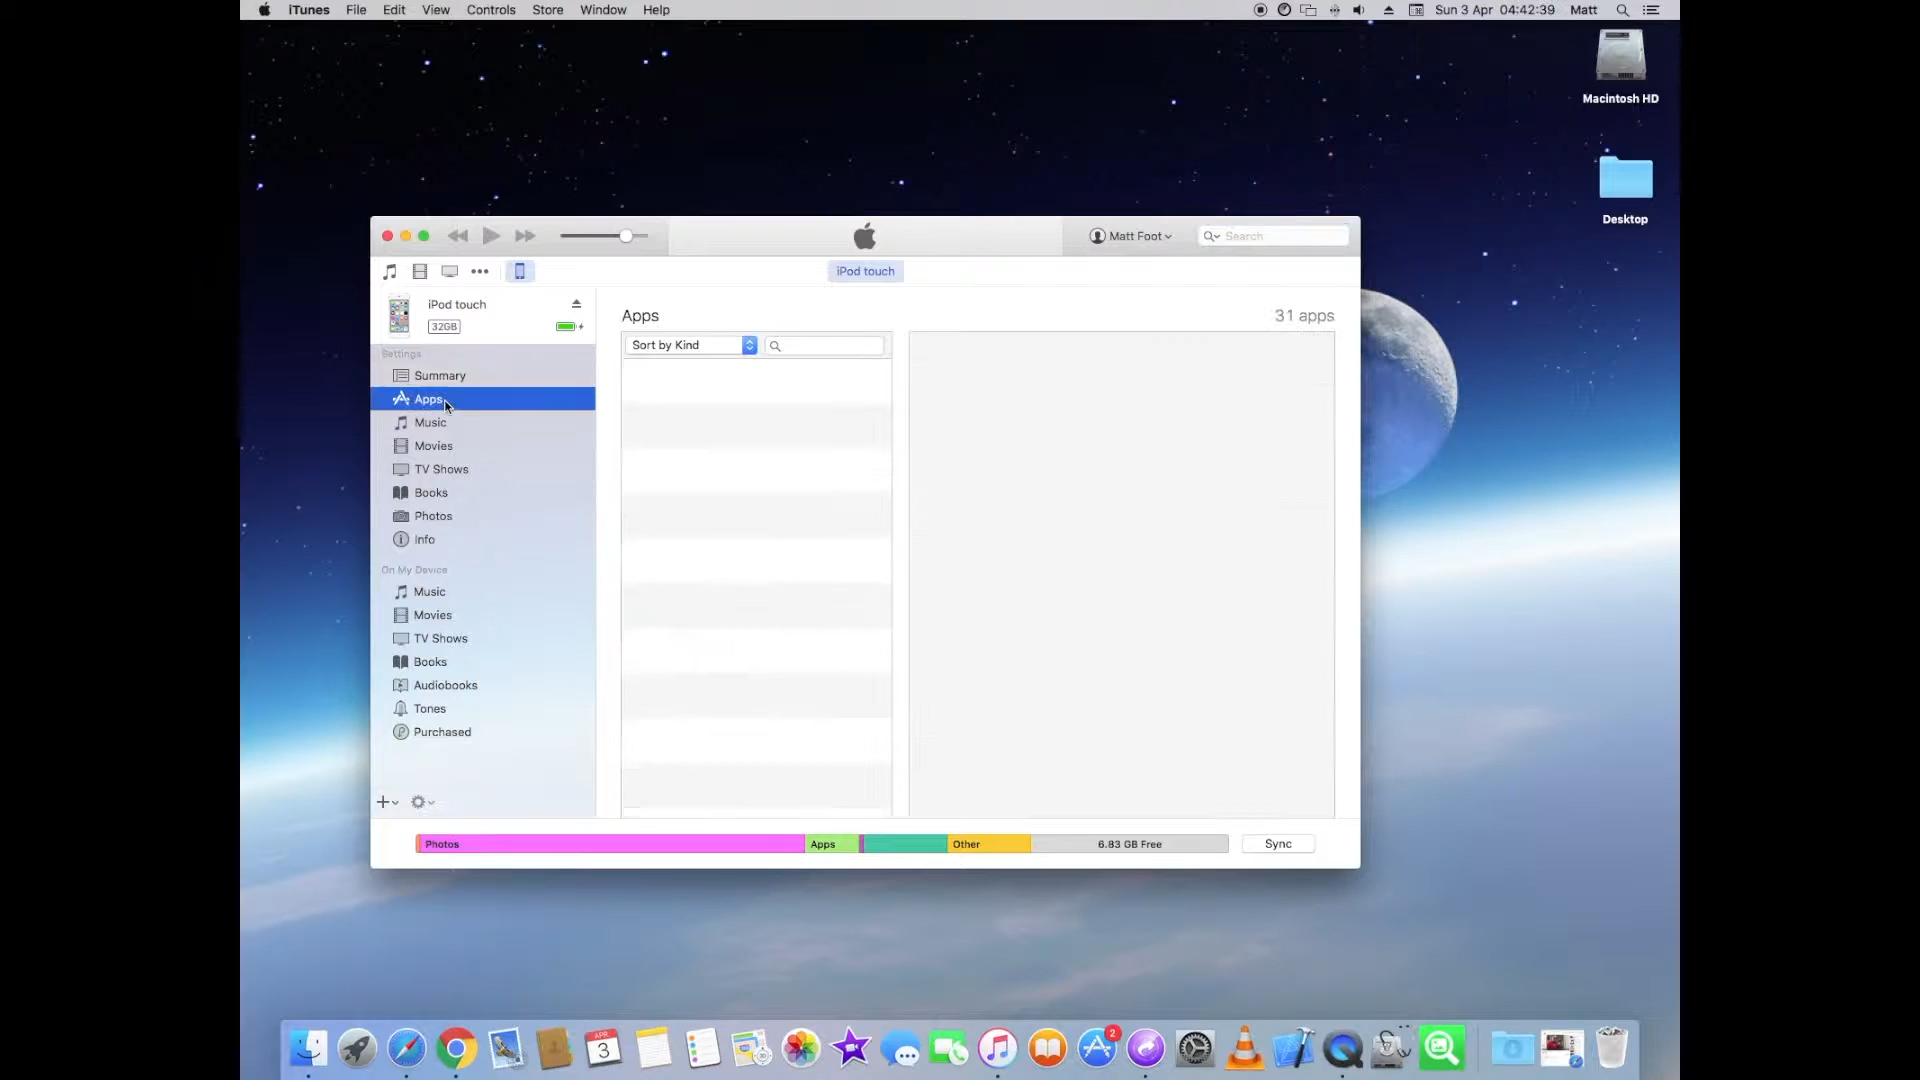 iTunes File Edit View Controls Store Window Help Sun 3 Apr 04:42:39 Matt
Macintosh HD
Desktop
Matt Foot Search
iPod touch
iPod touch
32GB
Settings
Summary
Apps
Music
Movies
TV Shows
Books
Photos
Info
On My Device
Music
Movies
TV Shows
Books
Audiobooks
Tones
Purchased
Apps 31 apps
Sort by Kind
Photos Apps Other 6.83 GB Free Sync
APR
3
2